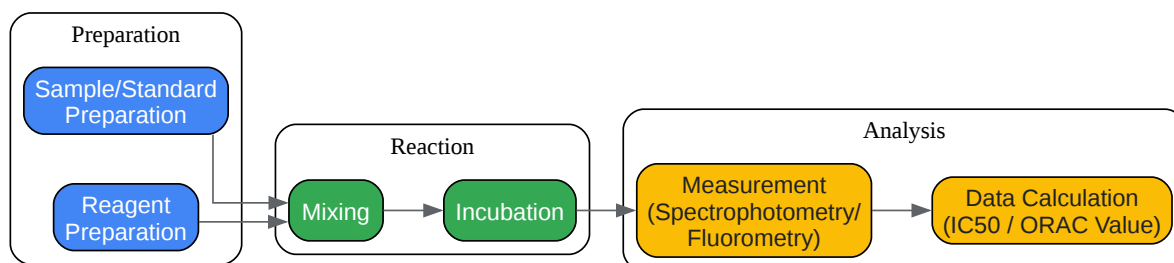 Preparation
Sample/Standard
Preparation
Reagent
Preparation
Reaction
Mixing
Incubation
Analysis
Measurement
(Spectrophotometry/
Fluorometry)
Data Calculation
(IC50 / ORAC Value)